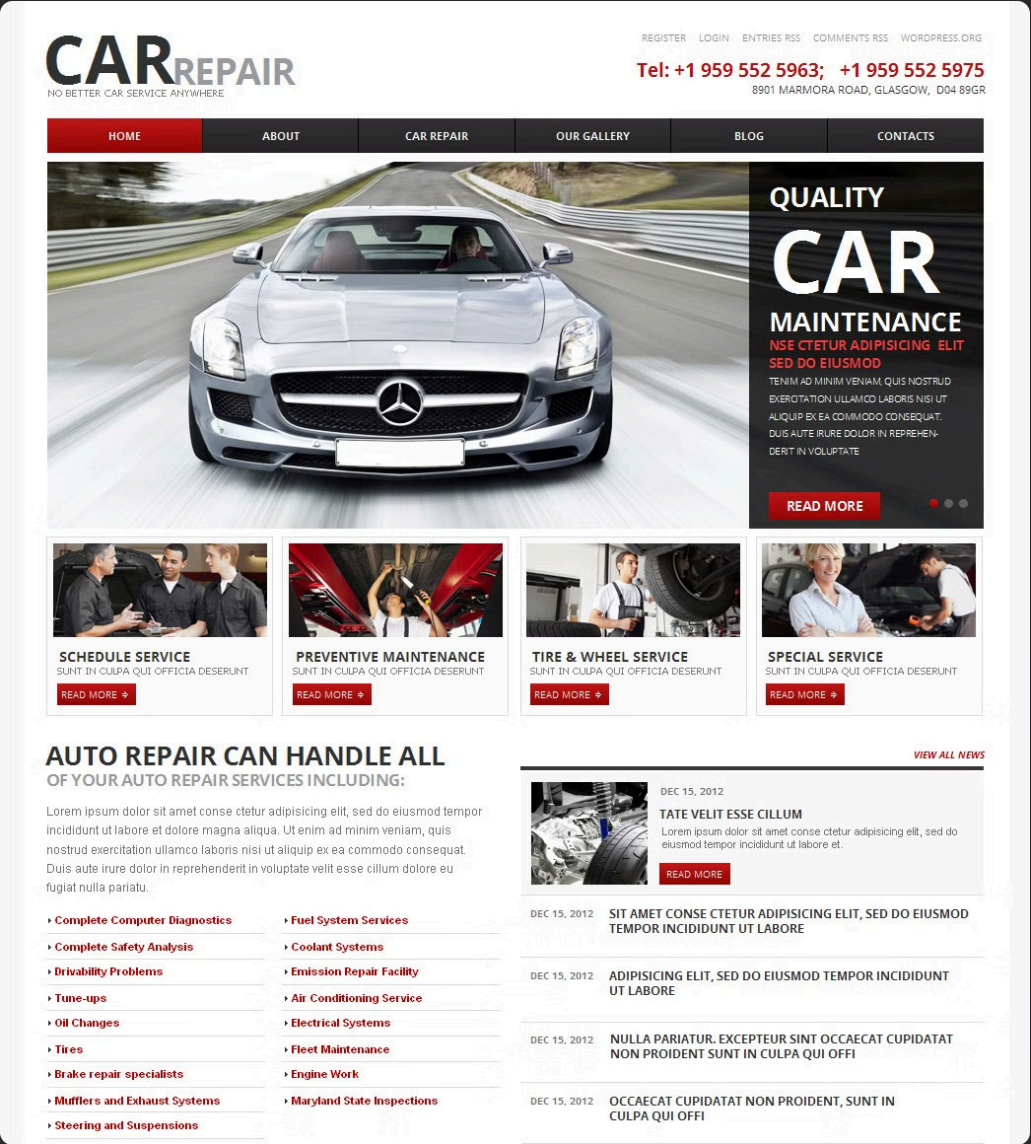 CAR REPAIR
NO BETTER CAR SERVICE ANYWHERE
REGISTER LOGIN ENTRIES RSS COMMENTS RSS WORDPRESS.ORG
Tel: +1 959 552 5963; +1 959 552 5975
8901 MARMORA ROAD, GLASGOW, D04 89GR
HOME ABOUT CAR REPAIR OUR GALLERY BLOG CONTACTS
QUALITY
CAR
MAINTENANCE
NSE CTETUR ADIPISICING ELIT
SED DO EIUSMOD
TENIM AD MINIM VENIAM, QUIS NOSTRUD
EXERCITATION ULLAMCO LABORIS NISI UT
ALIQUIP EX EA COMMODO CONSEQUAT.
DUIS AUTE IRURE DOLOR IN REPREHEN-
DERIT IN VOLUPTATE
READ MORE
SCHEDULE SERVICE
SUNT IN CULPA QUI OFFICIA DESERUNT
READ MORE
PREVENTIVE MAINTENANCE
SUNT IN CULPA QUI OFFICIA DESERUNT
READ MORE
TIRE & WHEEL SERVICE
SUNT IN CULPA QUI OFFICIA DESERUNT
READ MORE
SPECIAL SERVICE
SUNT IN CULPA QUI OFFICIA DESERUNT
READ MORE
AUTO REPAIR CAN HANDLE ALL
OF YOUR AUTO REPAIR SERVICES INCLUDING:
Lorem ipsum dolor sit amet conse ctetur adipisicing elit, sed do eiusmod tempor
incididunt ut labore et dolore magna aliqua. Ut enim ad minim veniam, quis
nostrud exercitation ullamco laboris nisi ut aliquip ex ea commodo consequat.
Duis aute irure dolor in reprehenderit in voluptate velit esse cillum dolore eu
fugiat nulla pariatu.
Complete Computer Diagnostics
Complete Safety Analysis
Drivability Problems
Tune-ups
Oil Changes
Tires
Brake repair specialists
Mufflers and Exhaust Systems
Steering and Suspensions
Fuel System Services
Coolant Systems
Emission Repair Facility
Air Conditioning Service
Electrical Systems
Fleet Maintenance
Engine Work
Maryland State Inspections
VIEW ALL NEWS
DEC 15, 2012
TATE VELIT ESSE CILLUM
Lorem ipsum dolor sit amet conse ctetur adipisicing elit, sed do
eiusmod tempor incididunt ut labore et.
READ MORE
DEC 15, 2012 SIT AMET CONSE CTETUR ADIPISICING ELIT, SED DO EIUSMOD
TEMPOR INCIDIDUNT UT LABORE
DEC 15, 2012 ADIPISICING ELIT, SED DO EIUSMOD TEMPOR INCIDIDUNT
UT LABORE
DEC 15, 2012 NULLA PARIATUR. EXCEPTEUR SINT OCCAECAT CUPIDATAT
NON PROIDENT SUNT IN CULPA QUI OFFI
DEC 15, 2012 OCCAECAT CUPIDATAT NON PROIDENT, SUNT IN
CULPA QUI OFFI